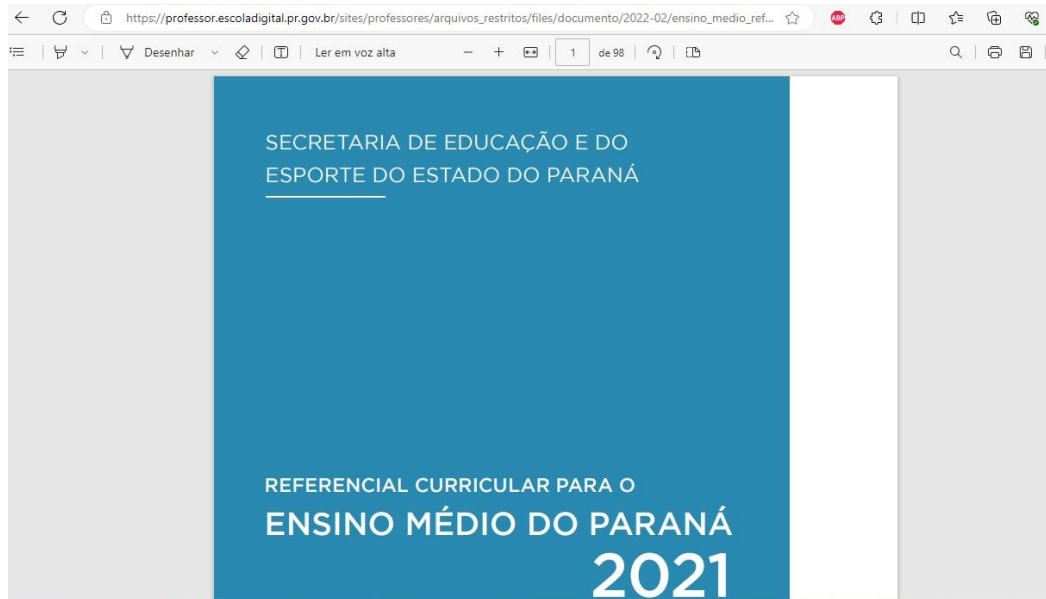 https://professor.escoladigital.pr.gov.br/sites/professores/arquivos_restritos/files/documento/2022-02/ensino_medio_ref...
ABP
Desenhar
Ler em voz alta
1 de 98
SECRETARIA DE EDUCAÇÃO E DO
ESPORTE DO ESTADO DO PARANÁ
REFERENCIAL CURRICULAR PARA O
ENSINO MÉDIO DO PARANÁ
2021